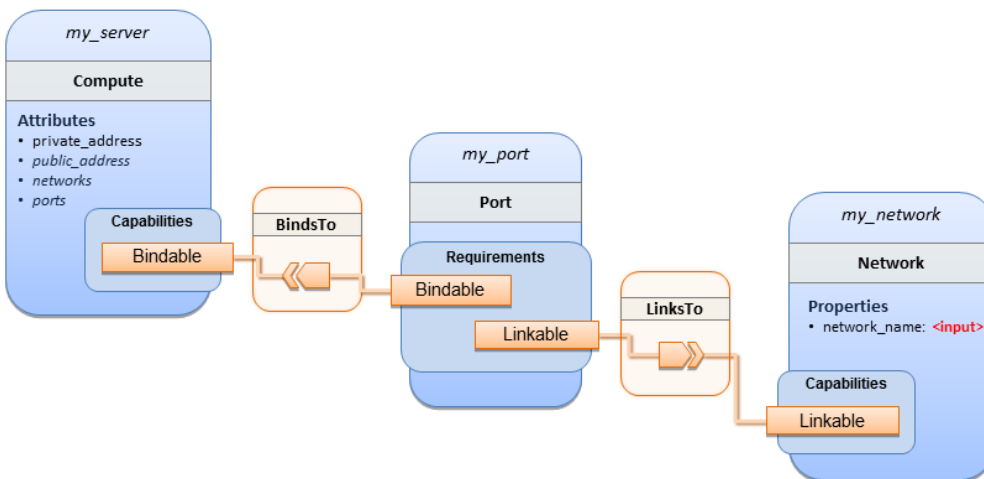 my_server
Compute
Attributes
• private_address
• public_address
• networks
• ports
Capabilities
Bindable
BindsTo
my_port
Port
Requirements
Bindable
Linkable
LinksTo
my_network
Network
Properties
• network_name: <input>
Capabilities
Linkable